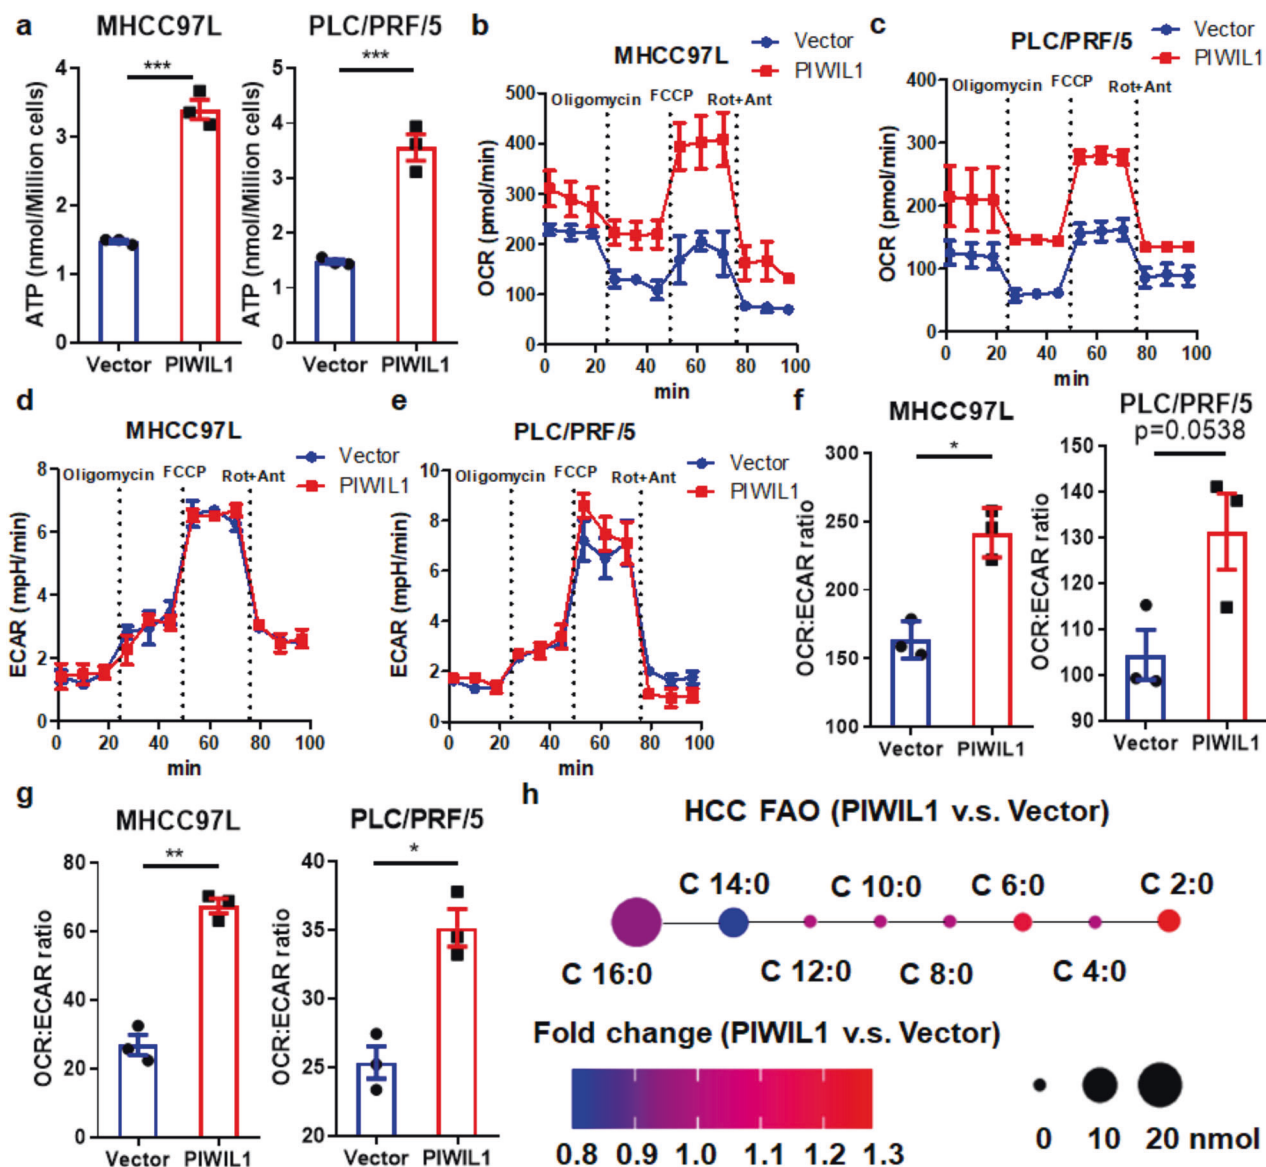 a
MHCC97L
PLC/PRF/5
***
***
ATP (nmol/Million cells)
4
3
2
1
0
Vector PIWIL1
ATP (nmol/Million cells)
5
4
3
2
1
0
Vector PIWIL1
b
MHCC97L
Vector
PIWIL1
Oligomycin FCCP Rot+Ant
OCR (pmol/min)
500
400
300
200
100
0
0 20 40 60 80 100
min
c
PLC/PRF/5
Vector
PIWIL1
Oligomycin FCCP Rot+Ant
OCR (pmol/min)
400
300
200
100
0
0 20 40 60 80 100
min
d
MHCC97L
Vector
PIWIL1
Oligomycin FCCP Rot+Ant
ECAR (mpH/min)
8
6
4
2
0
0 20 40 60 80 100
min
e
PLC/PRF/5
Vector
PIWIL1
Oligomycin FCCP Rot+Ant
ECAR (mpH/min)
10
8
6
4
2
0
0 20 40 60 80 100
min
f
MHCC97L
*
OCR:ECAR ratio
300
250
200
150
100
Vector PIWIL1
PLC/PRF/5
p=0.0538
OCR:ECAR ratio
150
140
130
120
110
100
90
Vector PIWIL1
g
MHCC97L
**
OCR:ECAR ratio
80
60
40
20
0
Vector PIWIL1
PLC/PRF/5
*
OCR:ECAR ratio
40
35
30
25
20
Vector PIWIL1
h
HCC FAO (PIWIL1 v.s. Vector)
C 14:0 C 10:0 C 6:0 C 2:0
C 16:0 C 12:0 C 8:0 C 4:0
Fold change (PIWIL1 v.s. Vector)
0.8 0.9 1.0 1.1 1.2 1.3
0 10 20 nmol